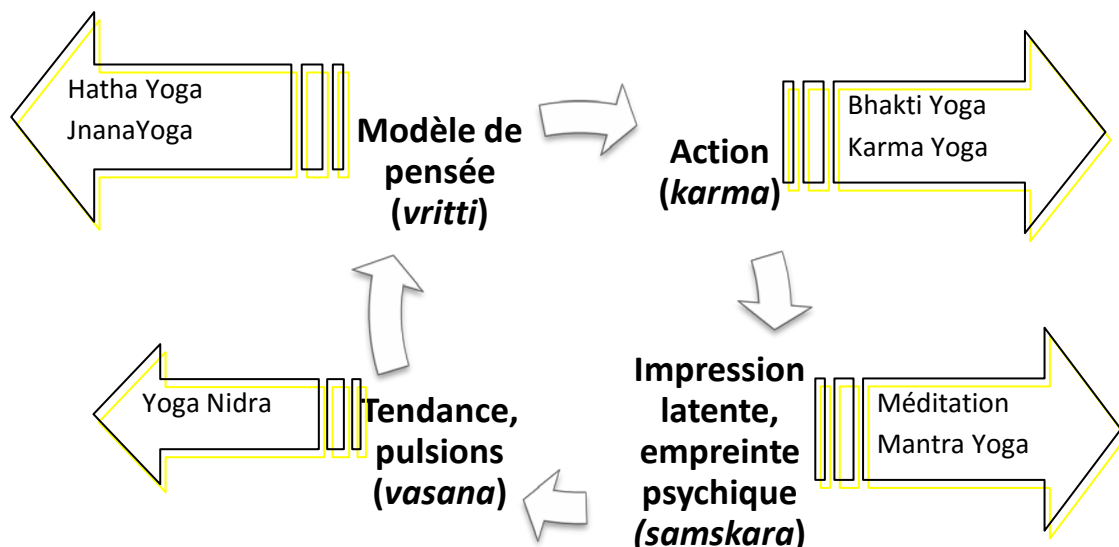 Hatha Yoga
JnanaYoga
Modèle de
pensée
(vritti)
Action
(karma)
Bhakti Yoga
Karma Yoga
Yoga Nidra
Tendance,
pulsions
(vasana)
Impression
latente,
empreinte
psychique
(samskara)
Méditation
Mantra Yoga